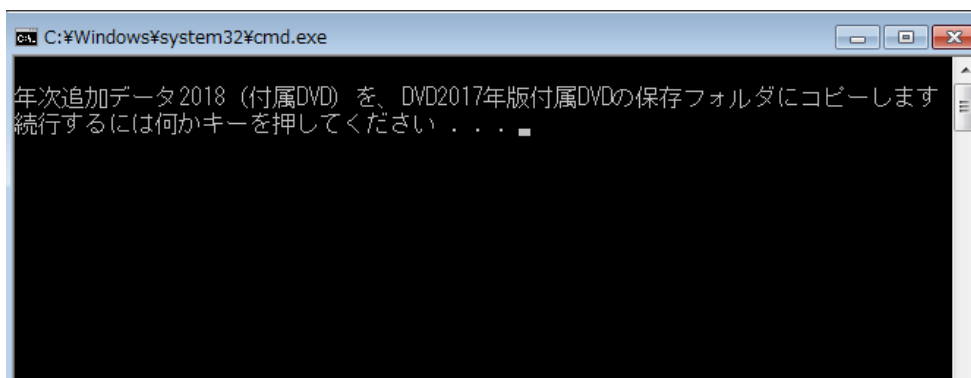 C:¥Windows¥system32¥cmd.exe
年次追加データ2018（付属DVD）を、DVD2017年版付属DVDの保存フォルダにコピーします
続行するには何かキーを押してください . . .